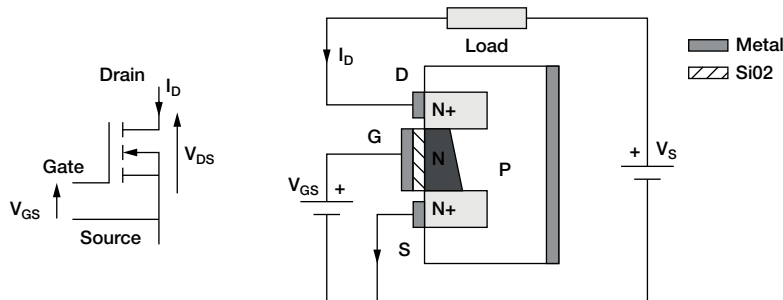 Drain
I_D
V_DS
Gate
V_GS
Source
Load
I_D
D
N+
G
N
P
V_GS
+
N+
S
+
V_S
Metal
Si02